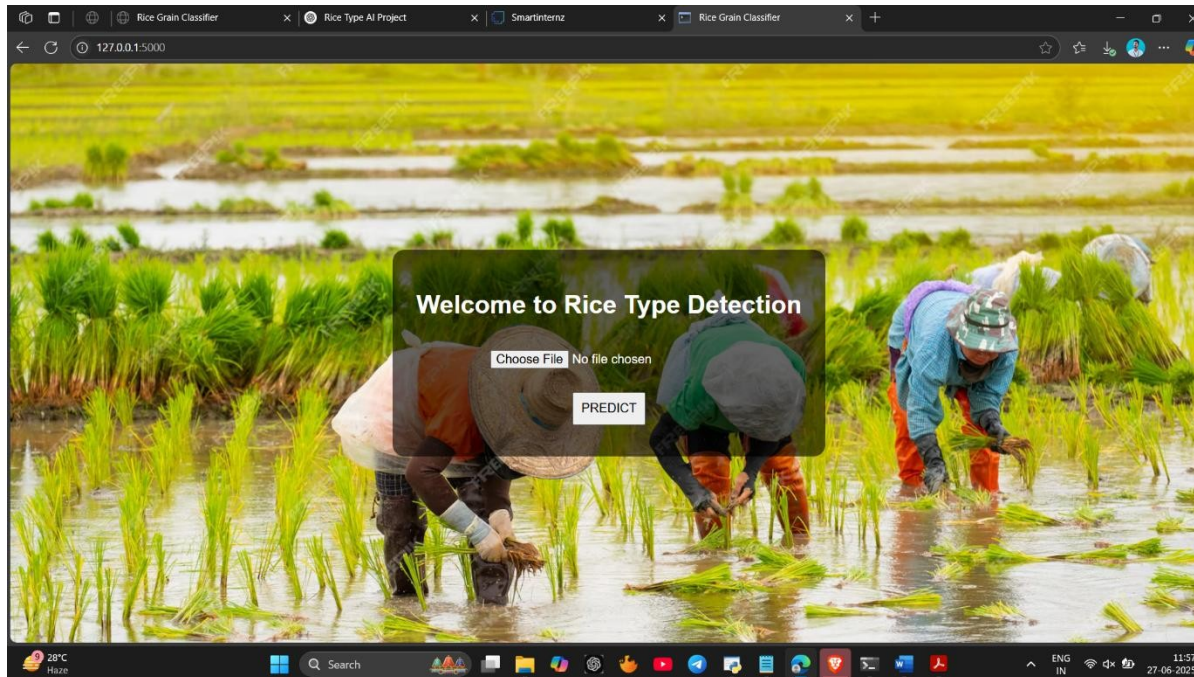 Rice Grain Classifier
Rice Type AI Project
Smartinternz
Rice Grain Classifier
127.0.0.1:5000
Welcome to Rice Type Detection
Choose File No file chosen
PREDICT
9
28°C
Haze
Search
ENG
IN
11:57
27-06-2025